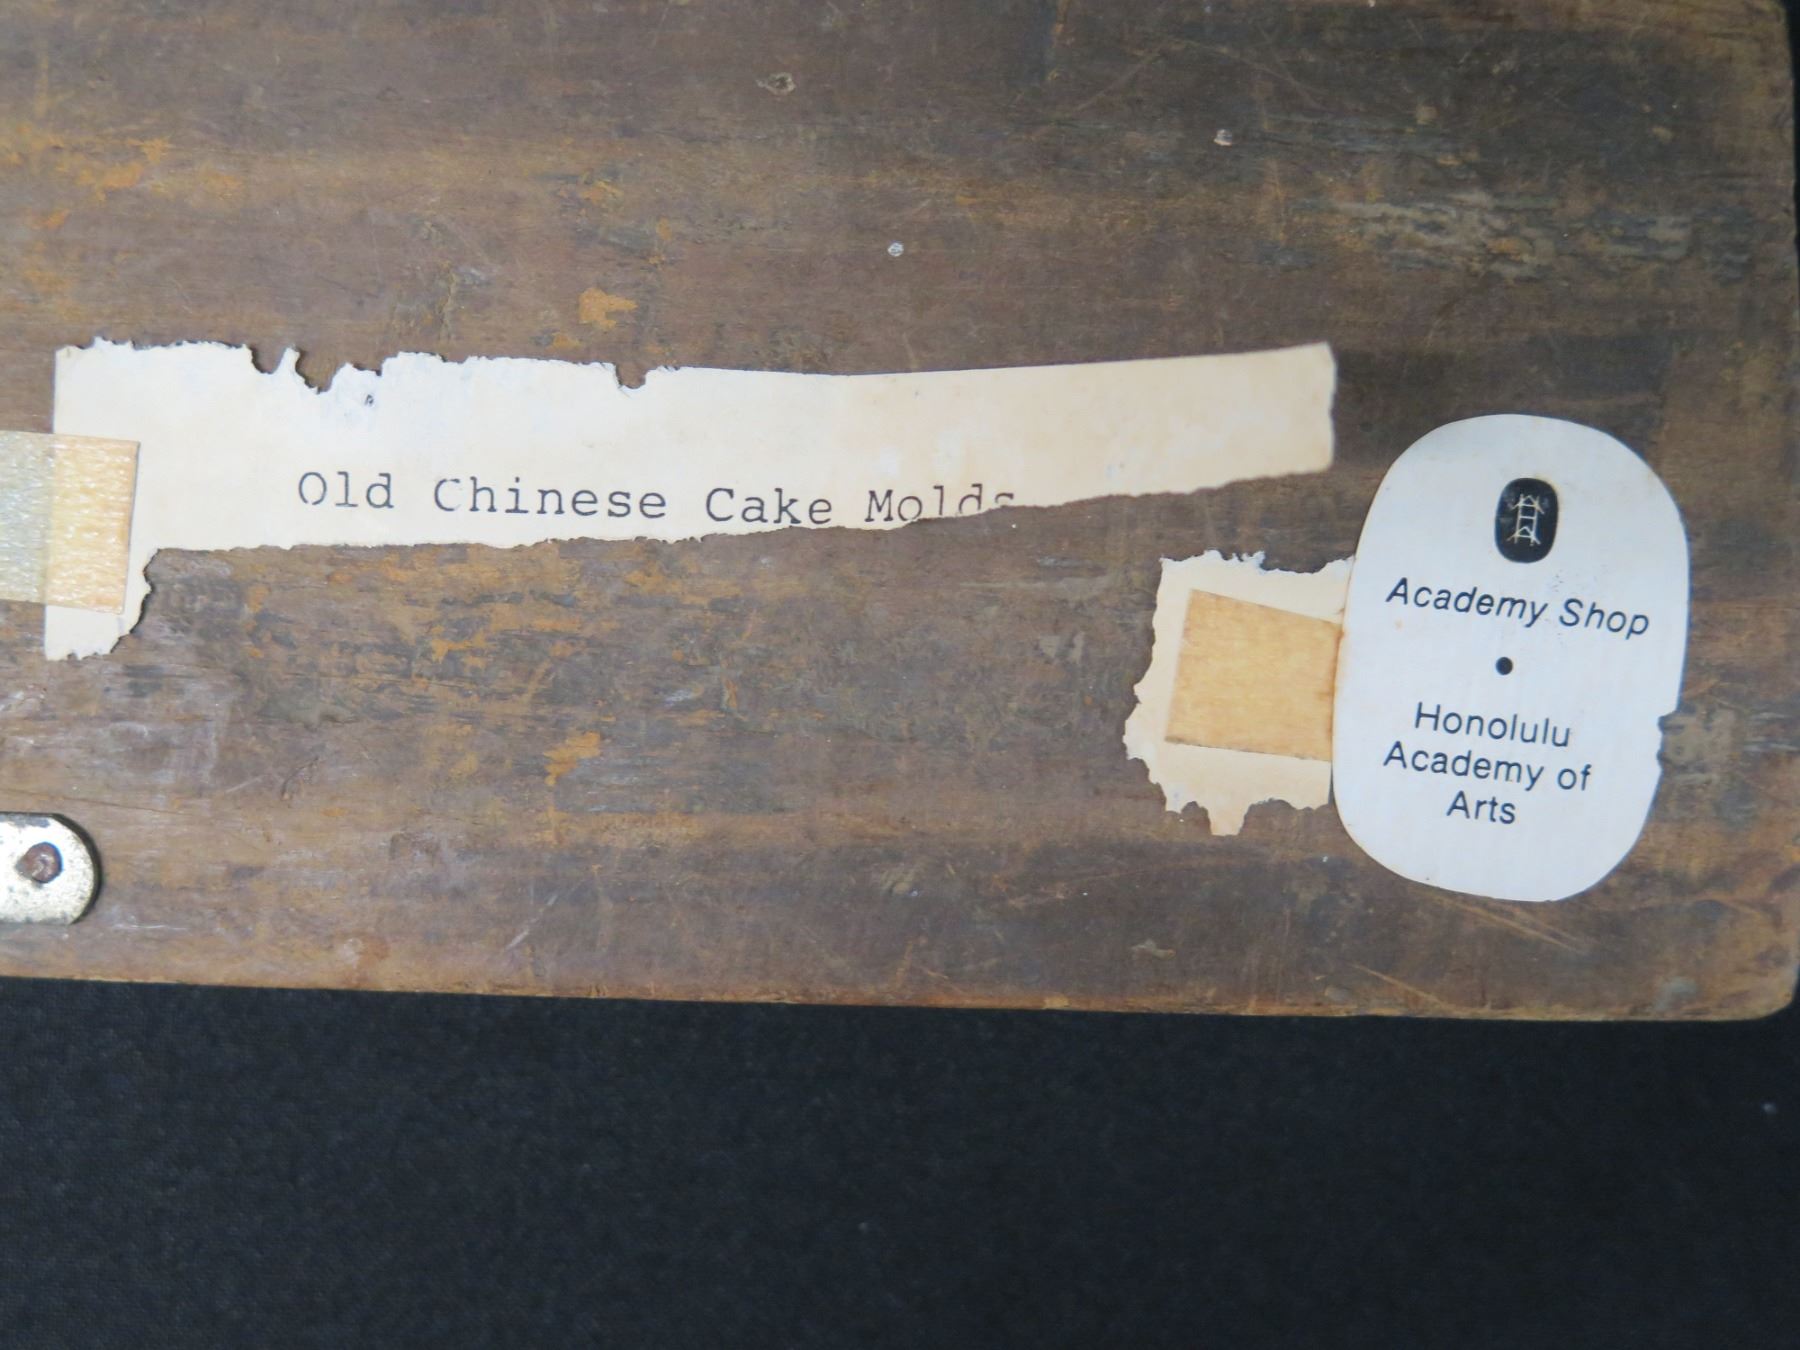 Old Chinese Cake Molds
Academy Shop
•
Honolulu
Academy of
Arts